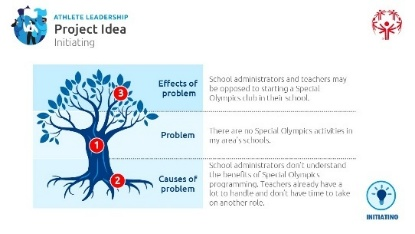 ATHLETE LEADERSHIP
Project Idea
Initiating
3
Effects of
problem
School administrators and teachers may
be opposed to starting a Special
Olympics club in their school.
1
Problem
There are no Special Olympics activities in
my area's schools.
2
Causes of
problem
School administrators don't understand
the benefits of Special Olympics
programming. Teachers already have a
lot to handle and don't have time to take
on another role.
INITIATING